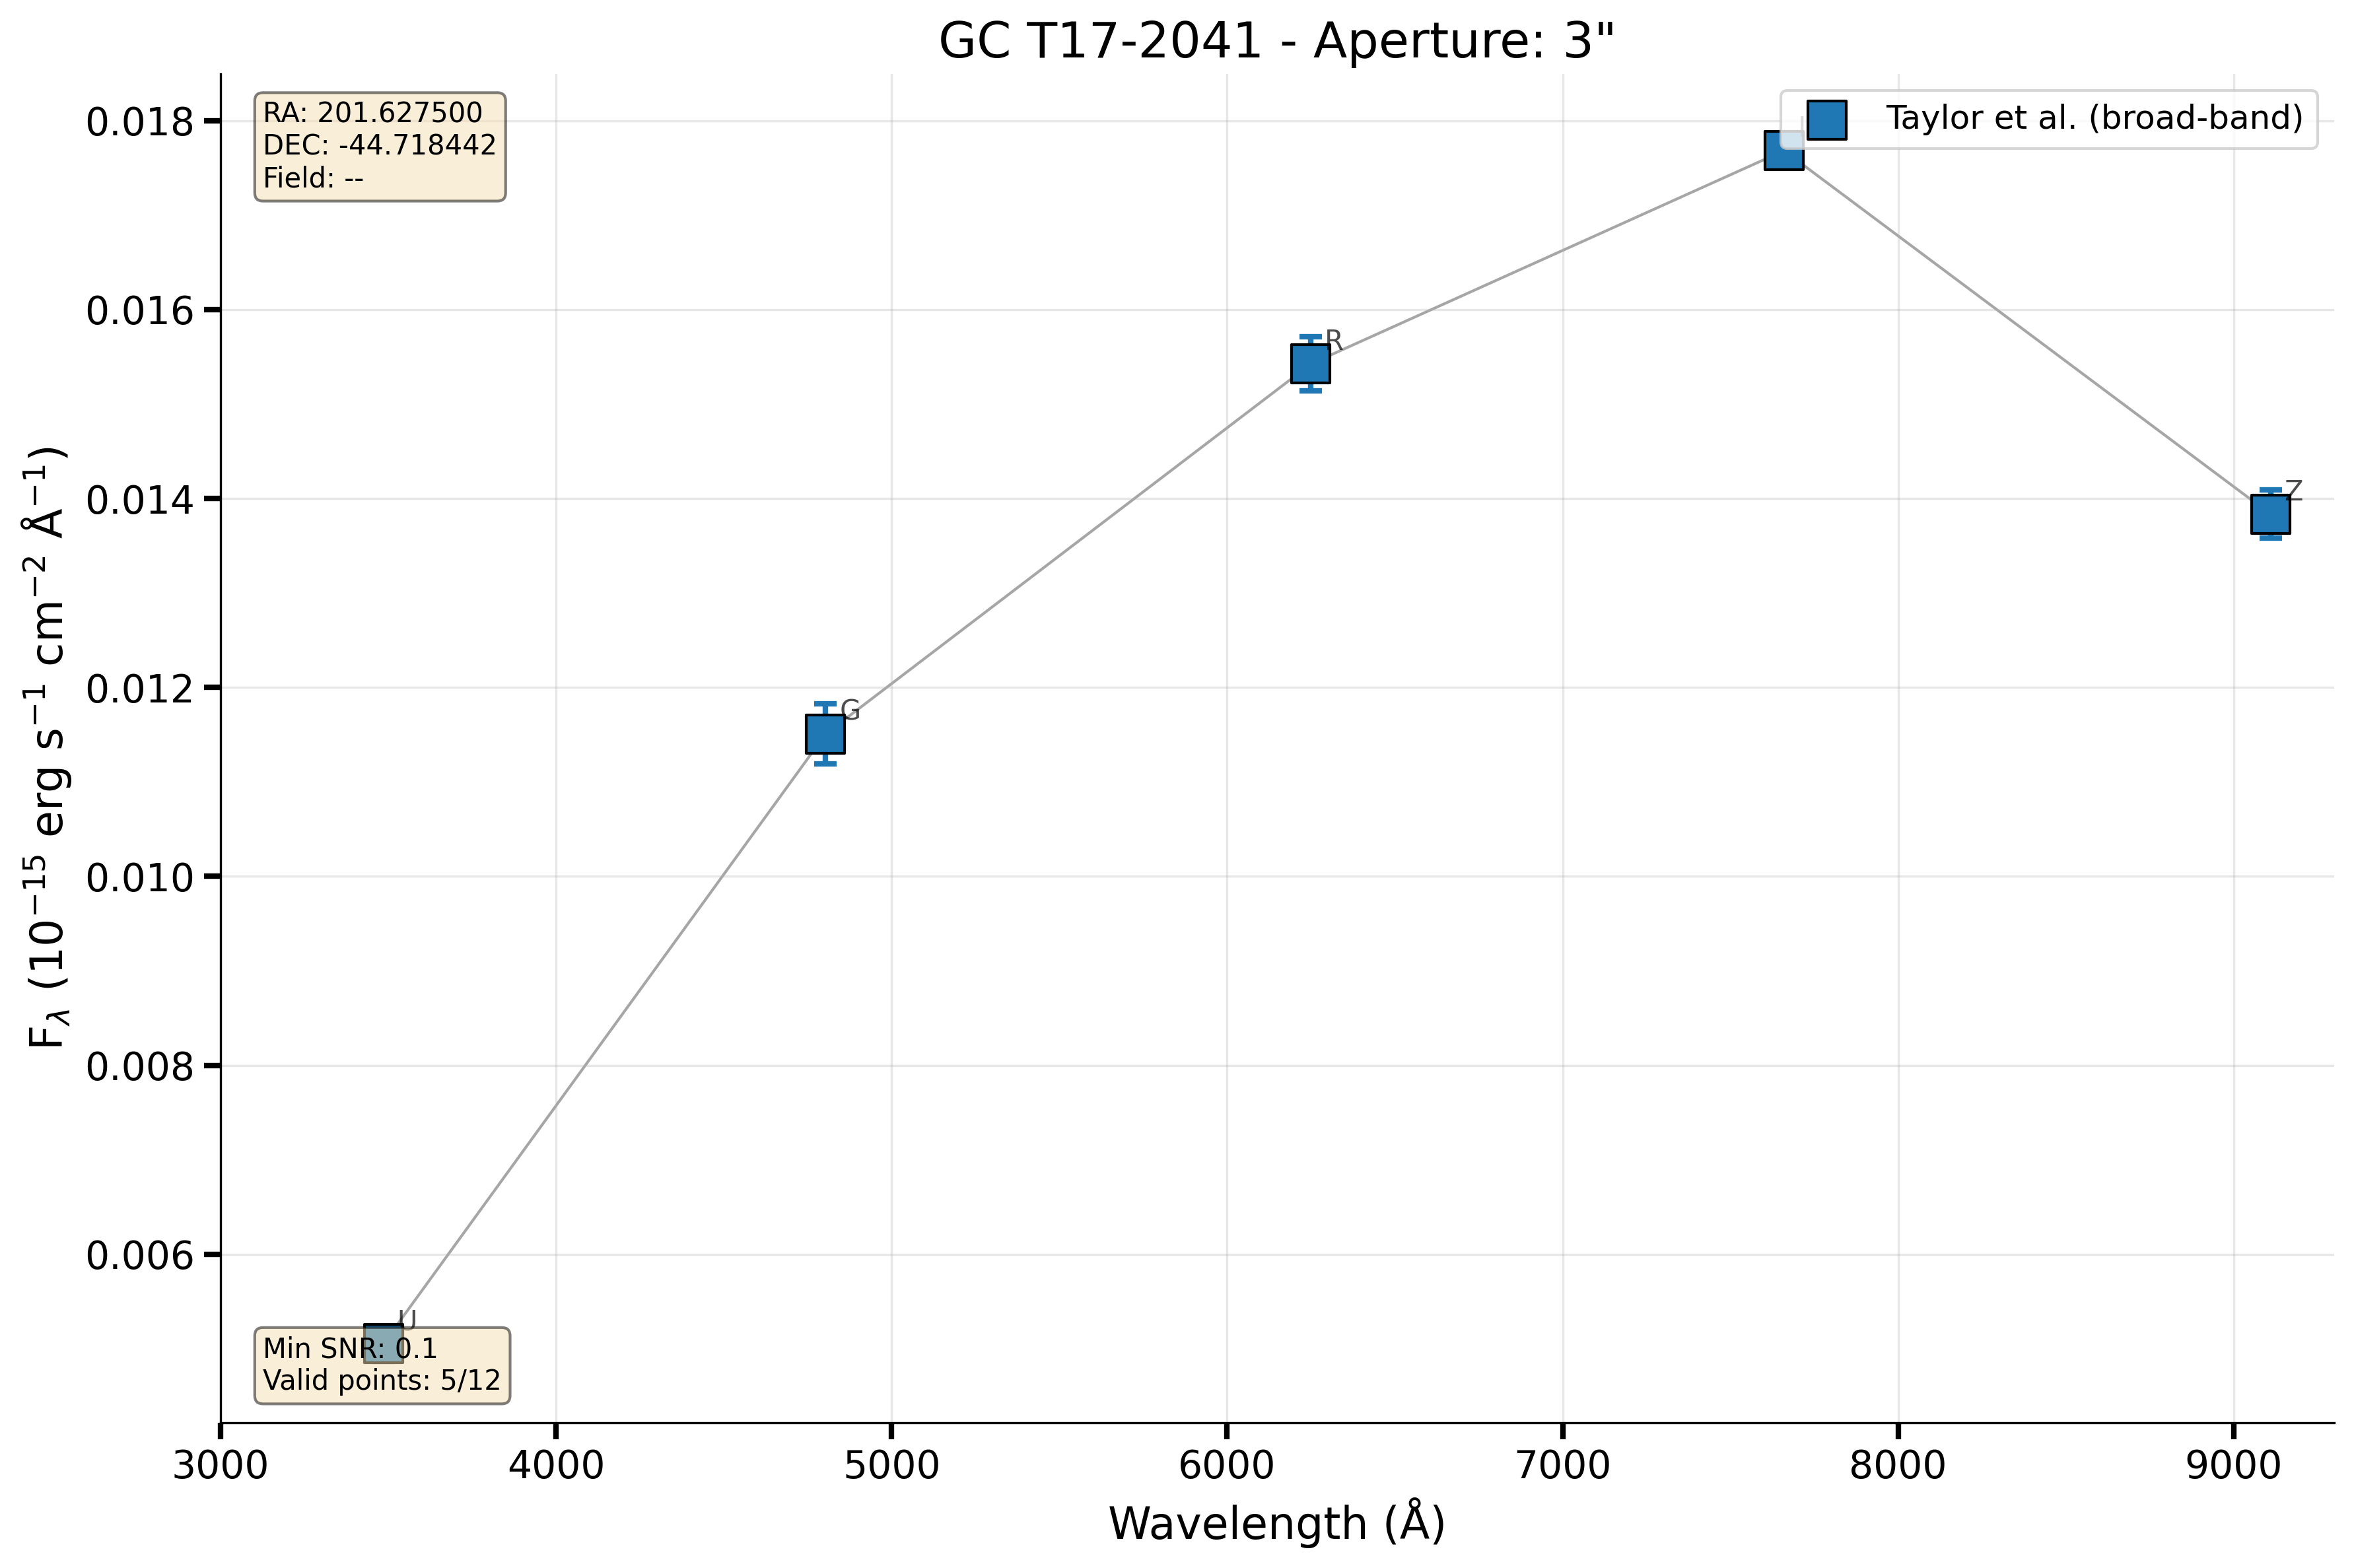 GC T17-2041 - Aperture: 3"
RA: 201.627500
DEC: -44.718442
Field: --
Taylor et al. (broad-band)
0.018
0.016
0.014
0.012
0.010
0.008
0.006
F_λ (10⁻¹⁵ erg s⁻¹ cm⁻² Å⁻¹)
I
R
Z
G
U
Min SNR: 0.1
Valid points: 5/12
3000 4000 5000 6000 7000 8000 9000
Wavelength (Å)